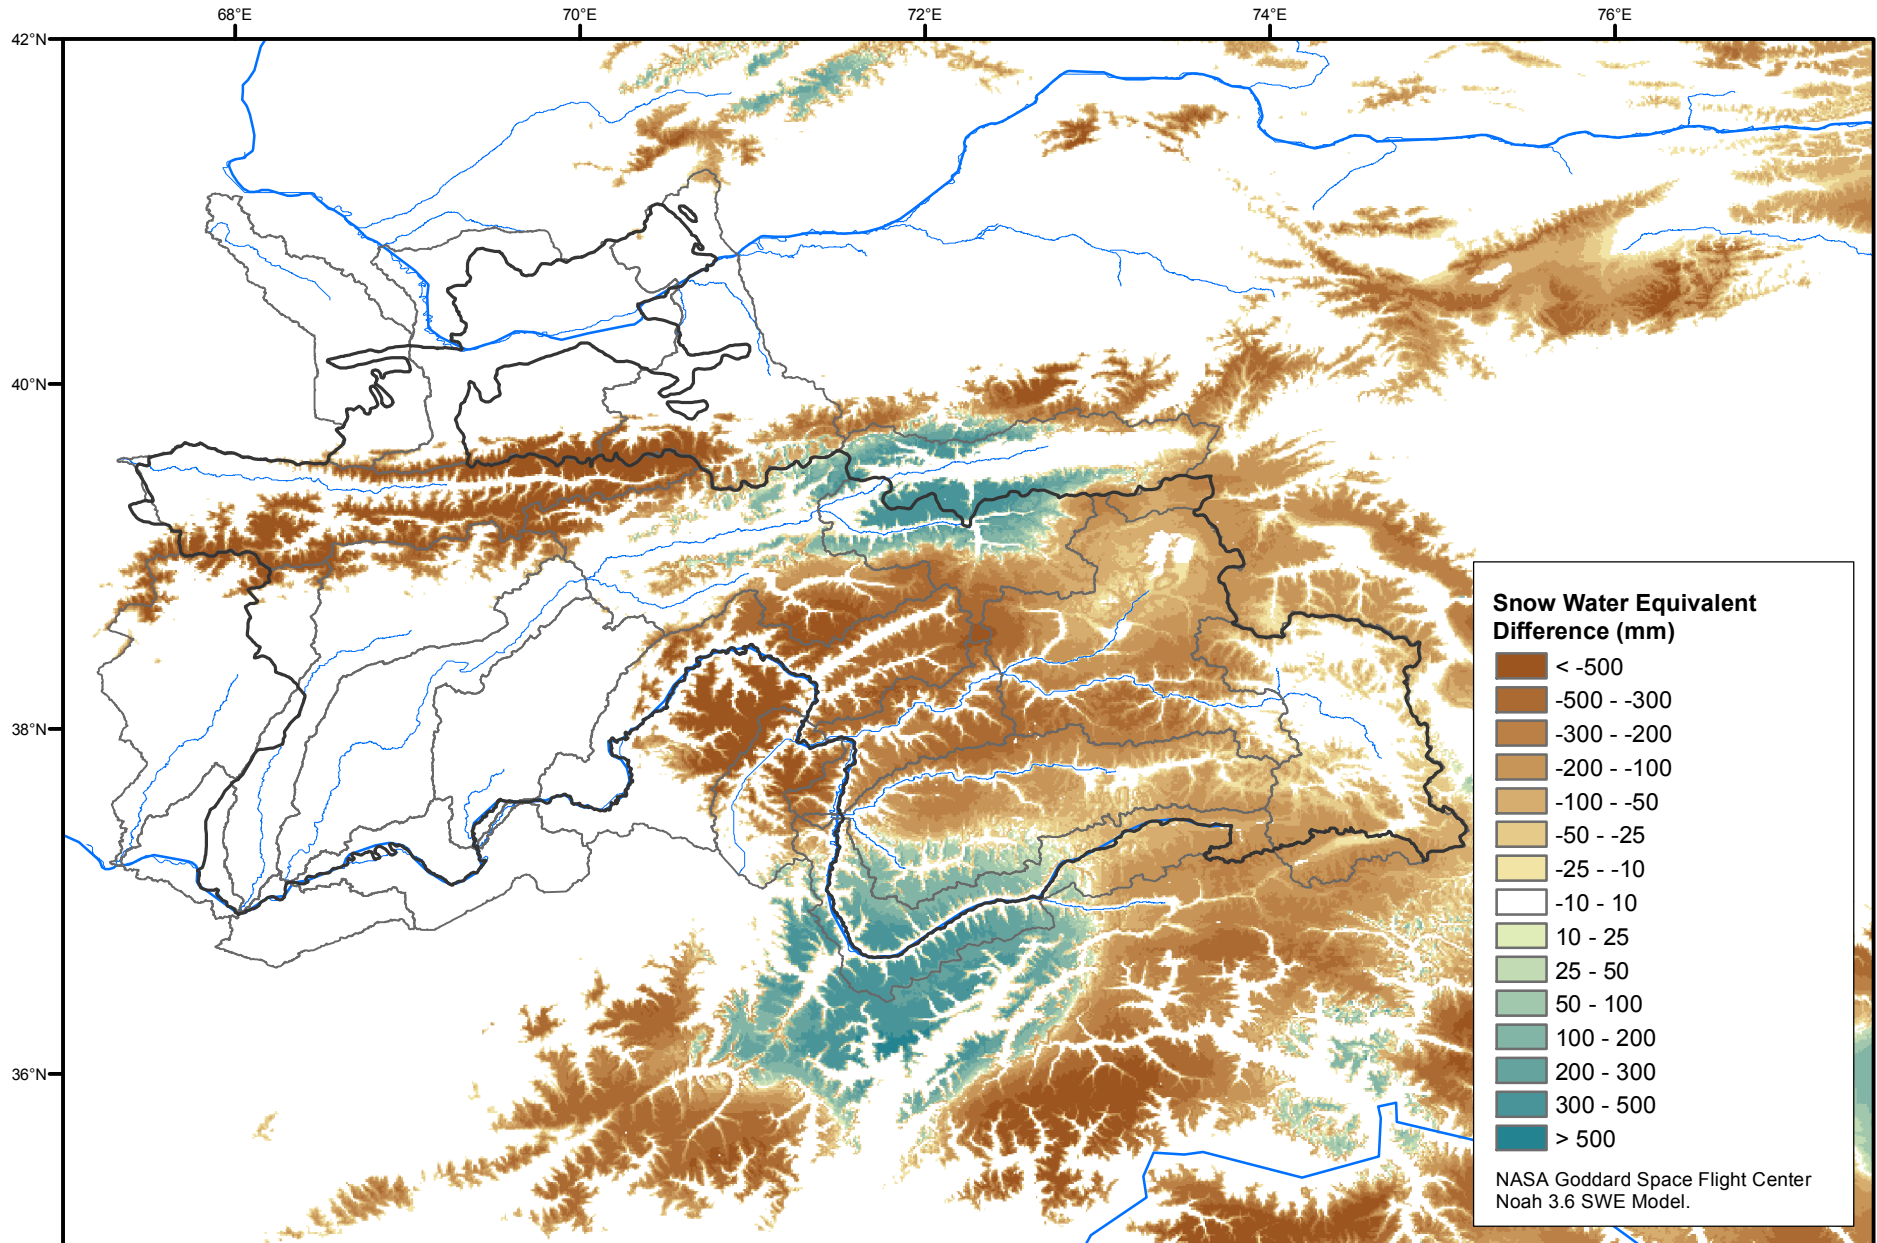 68°E 70°E 72°E 74°E 76°E
42°N
40°N
38°N
36°N
Snow Water Equivalent
Difference (mm)
< -500
-500 - -300
-300 - -200
-200 - -100
-100 - -50
-50 - -25
-25 - -10
-10 - 10
10 - 25
25 - 50
50 - 100
100 - 200
200 - 300
300 - 500
> 500
NASA Goddard Space Flight Center
Noah 3.6 SWE Model.